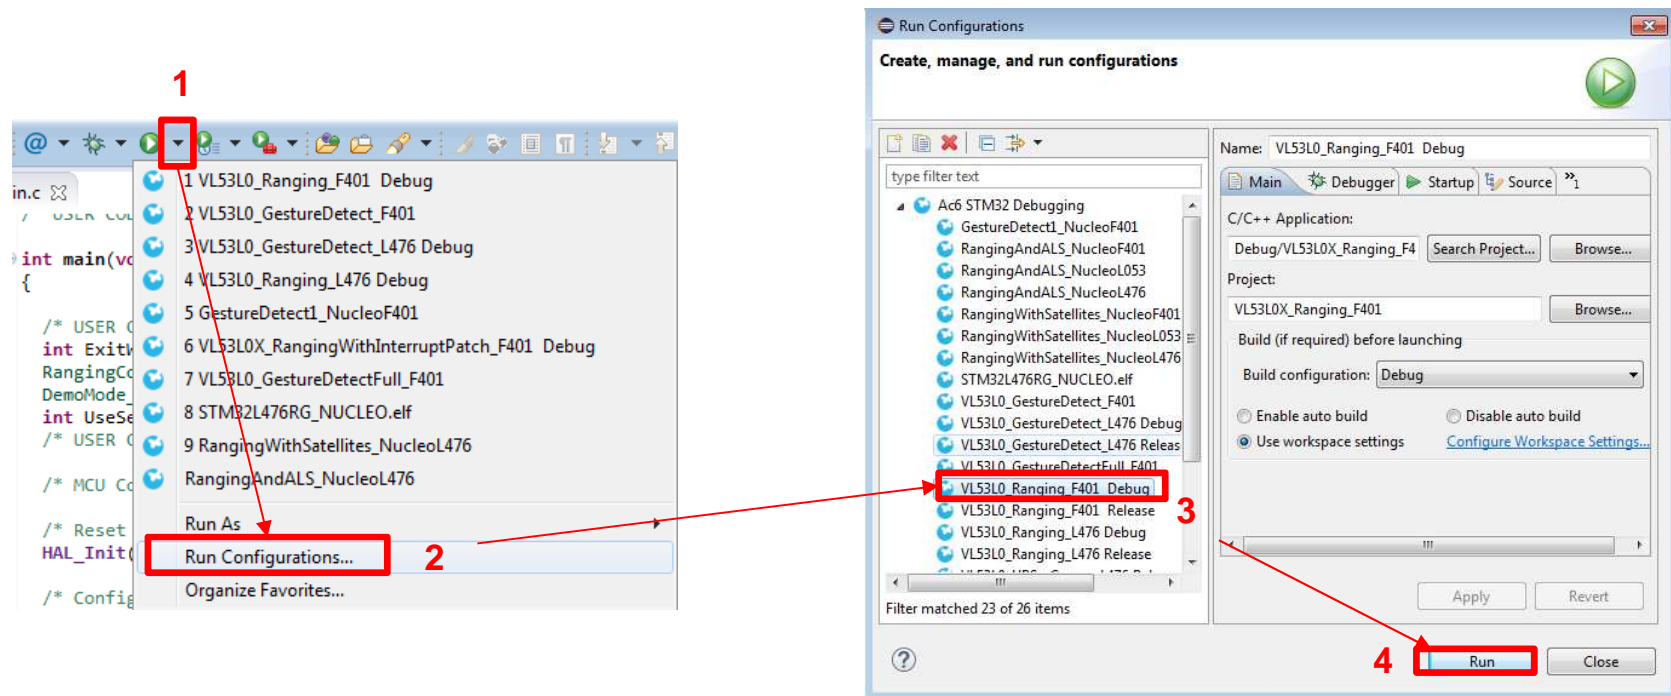 1
in.c
int main(vo
{
/* USER C
int Exit
RangingCo
DemoMode_
int UseSe
/* USER C
/* MCU Co
/* Reset
HAL_Init(
/* Config
1 VL53L0_Ranging_F401 Debug
2 VL53L0_GestureDetect_F401
3 VL53L0_GestureDetect_L476 Debug
4 VL53L0_Ranging_L476 Debug
5 GestureDetect1_NucleoF401
6 VL53L0X_RangingWithInterruptPatch_F401 Debug
7 VL53L0_GestureDetectFull_F401
8 STM32L476RG_NUCLEO.elf
9 RangingWithSatellites_NucleoL476
RangingAndALS_NucleoL476
Run As
Run Configurations...
2
Organize Favorites...
Run Configurations
Create, manage, and run configurations
type filter text
Ac6 STM32 Debugging
GestureDetect1_NucleoF401
RangingAndALS_NucleoF401
RangingAndALS_NucleoL053
RangingAndALS_NucleoL476
RangingWithSatellites_NucleoF401
RangingWithSatellites_NucleoL053
RangingWithSatellites_NucleoL476
STM32L476RG_NUCLEO.elf
VL53L0_GestureDetect_F401
VL53L0_GestureDetect_L476 Debug
VL53L0_GestureDetect_L476 Releas
VL53L0_GestureDetectFull_F401
VL53L0_Ranging_F401 Debug
3
VL53L0_Ranging_F401 Release
VL53L0_Ranging_L476 Debug
VL53L0_Ranging_L476 Release
Filter matched 23 of 26 items
Name: VL53L0_Ranging_F401 Debug
Main Debugger Startup Source »1
C/C++ Application:
Debug/VL53L0X_Ranging_F4 Search Project... Browse...
Project:
VL53L0X_Ranging_F401 Browse...
Build (if required) before launching
Build configuration: Debug
Enable auto build Disable auto build
Use workspace settings Configure Workspace Settings...
Apply Revert
4
Run Close